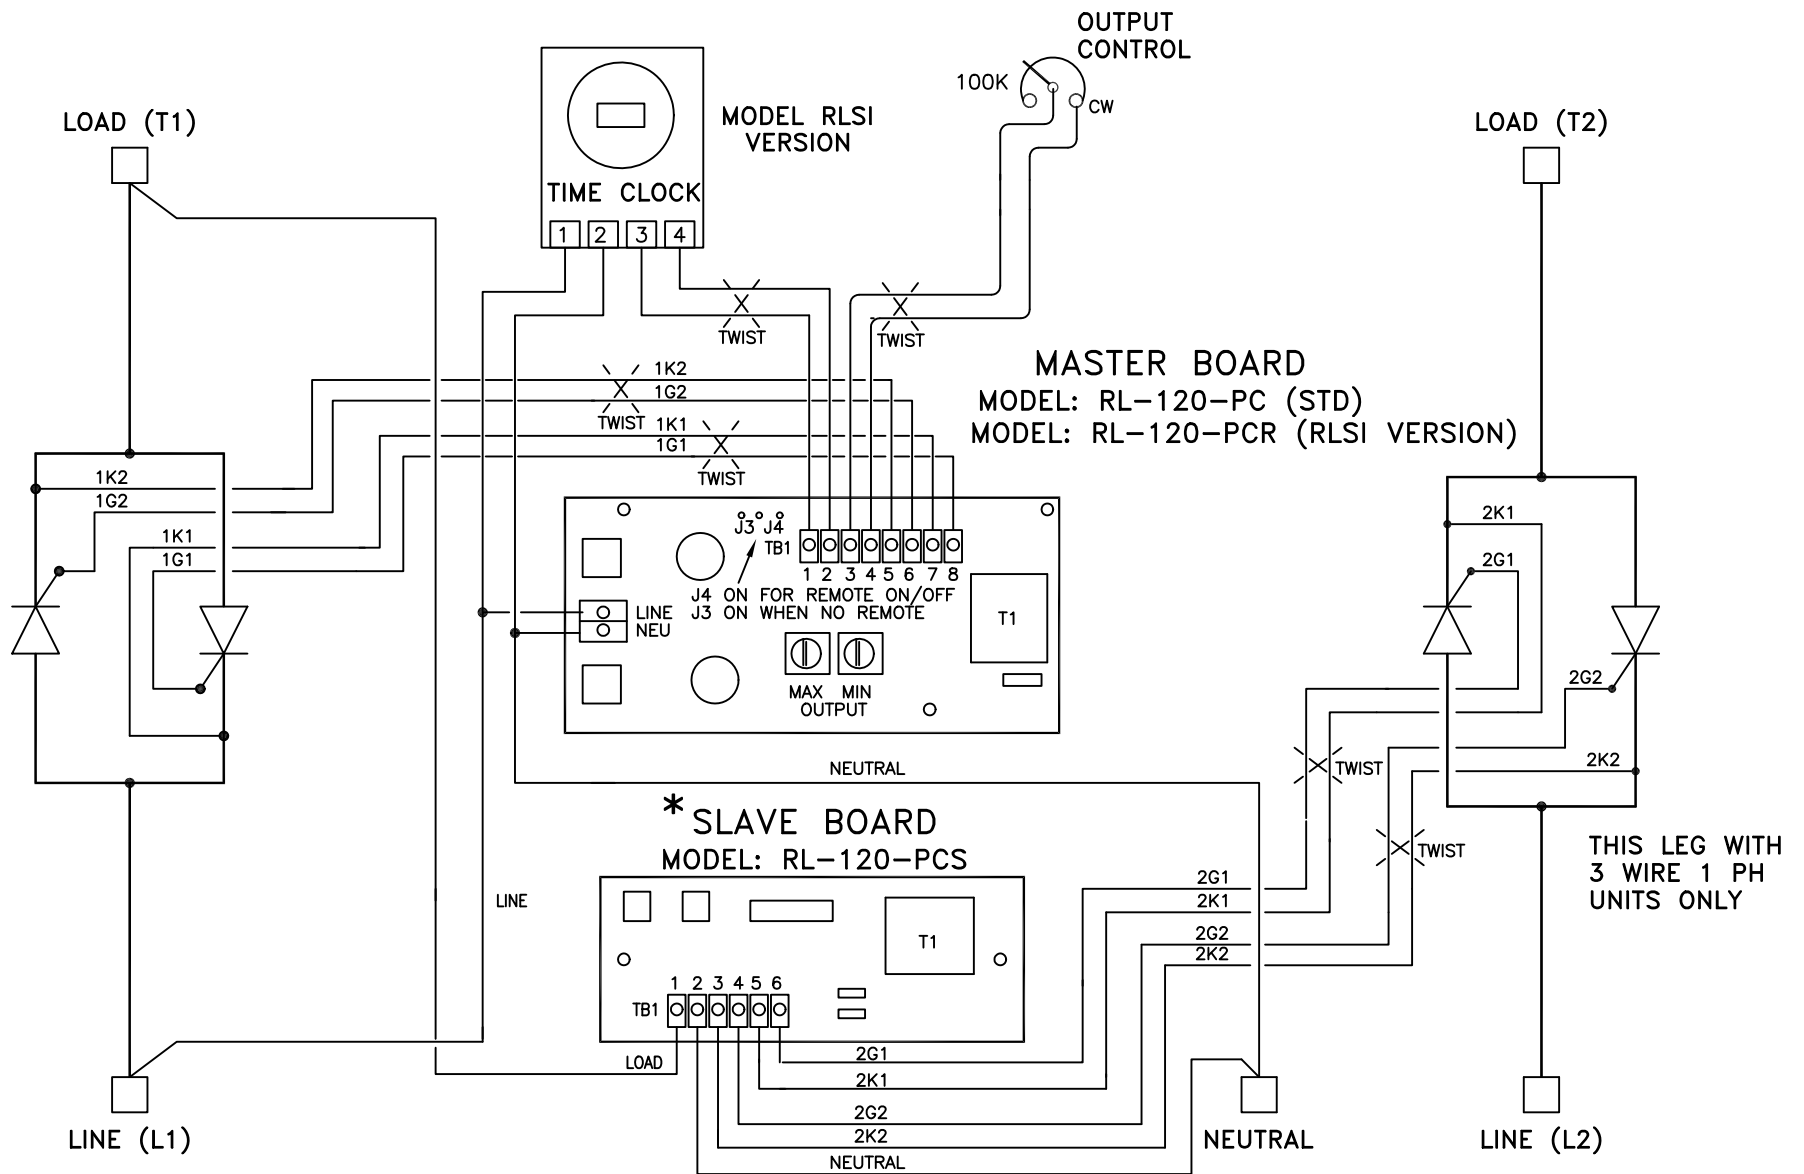 OUTPUT
CONTROL
100K
CW
LOAD (T1)
MODEL RLSI
VERSION
LOAD (T2)
TIME CLOCK
1 2 3 4
TWIST
TWIST
MASTER BOARD
MODEL: RL-120-PC (STD)
MODEL: RL-120-PCR (RLSI VERSION)
1K2
1G2
TWIST
1K1
1G1
TWIST
1K2
1G2
1K1
1G1
2K1
2G1
J3 J4
TB1
1 2 3 4 5 6 7 8
J4 ON FOR REMOTE ON/OFF
J3 ON WHEN NO REMOTE
LINE
NEU
T1
MAX MIN
OUTPUT
2G2
2K2
NEUTRAL
TWIST
TWIST
*SLAVE BOARD
MODEL: RL-120-PCS
THIS LEG WITH
3 WIRE 1 PH
UNITS ONLY
LINE
2G1
2K1
2G2
2K2
T1
1 2 3 4 5 6
TB1
LOAD
2G1
2K1
2G2
2K2
NEUTRAL
LINE (L1)
NEUTRAL
LINE (L2)